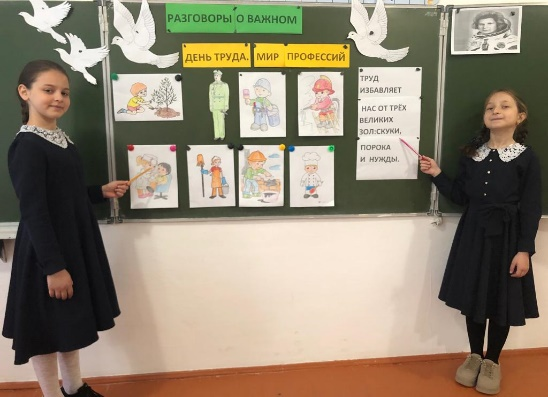 РАЗГОВОРЫ О ВАЖНОМ
ДЕНЬ ТРУДА. МИР ПРОФЕССИЙ
ТРУД
ИЗБАВЛЯЕТ
НАС ОТ ТРЁХ
ВЕЛИКИХ
ЗОЛ:СКУКИ,
ПОРОКА
И НУЖДЫ.